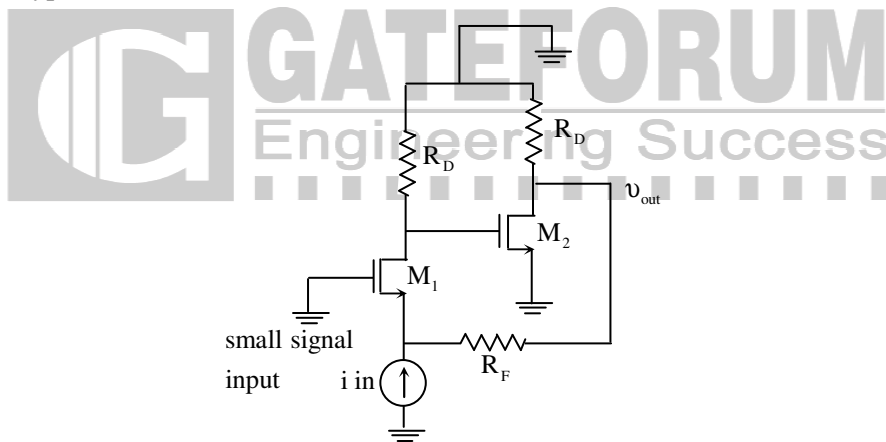 GATEFORUM
Engineering Success
R_D
R_D
υ_out
M_2
M_1
small signal
input
i in
R_F